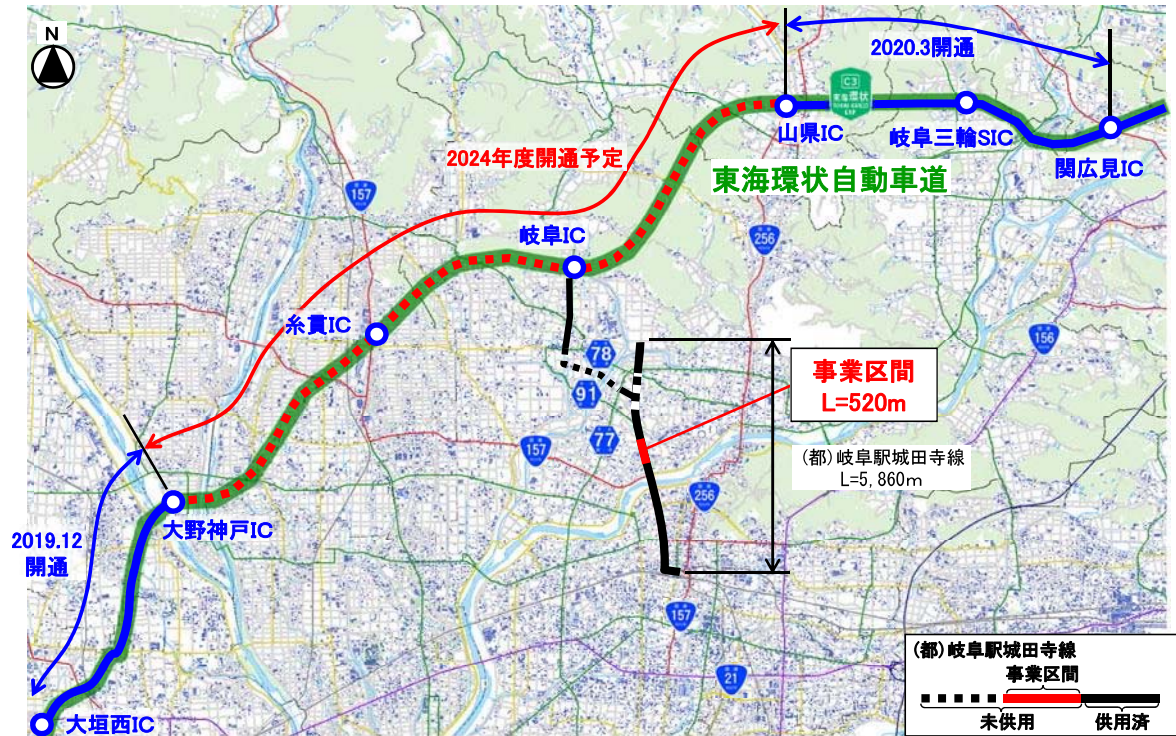 N
2020.3開通
C3
東海環状
山県IC
岐阜三輪SIC
関広見IC
2024年度開通予定
東海環状自動車道
157
256
岐阜IC
糸貫IC
156
78
事業区間
L=520m
91
77
157
(都)岐阜駅城田寺線
L=5,860m
256
大野神戸IC
2019.12
開通
157
21
大垣西IC
(都)岐阜駅城田寺線
事業区間
未供用
供用済